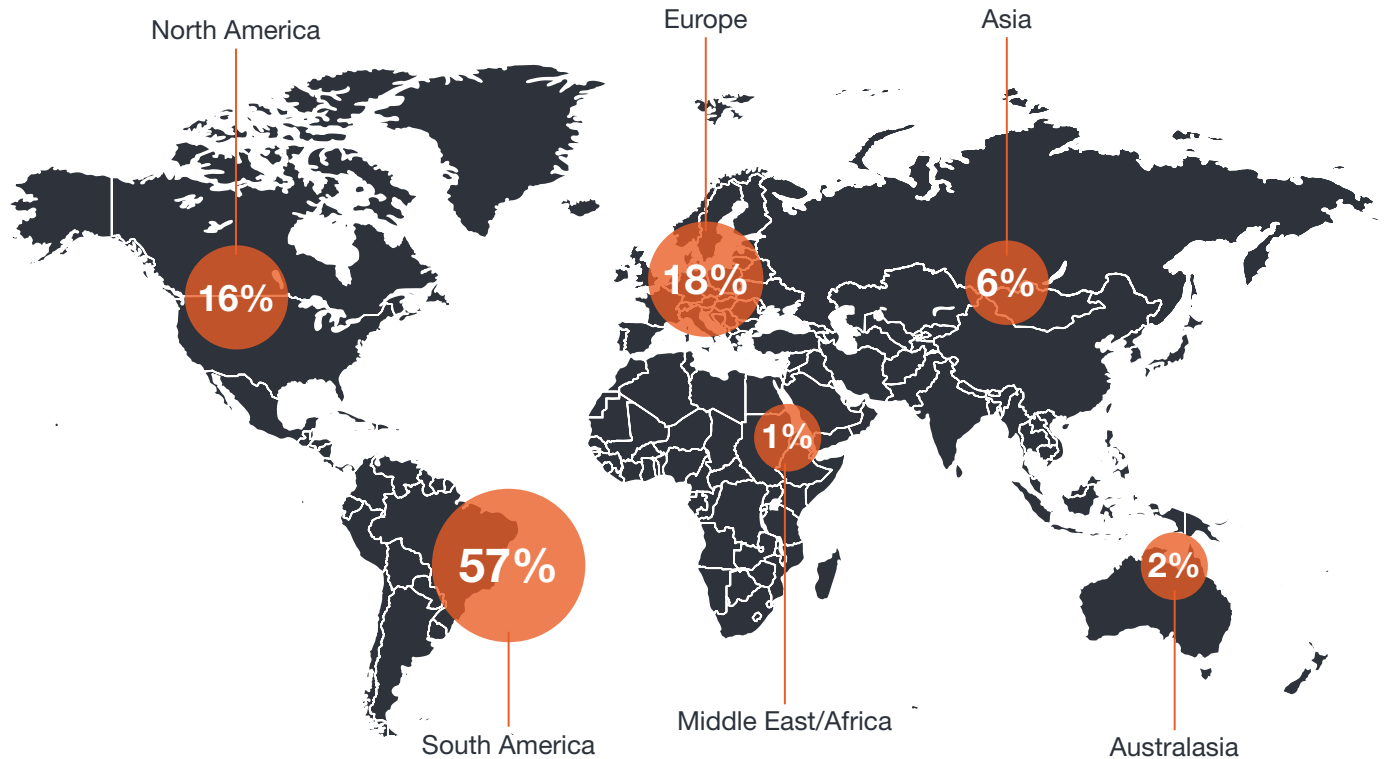 North America
16%
Europe
18%
Asia
6%
1%
Middle East/Africa
57%
South America
2%
Australasia